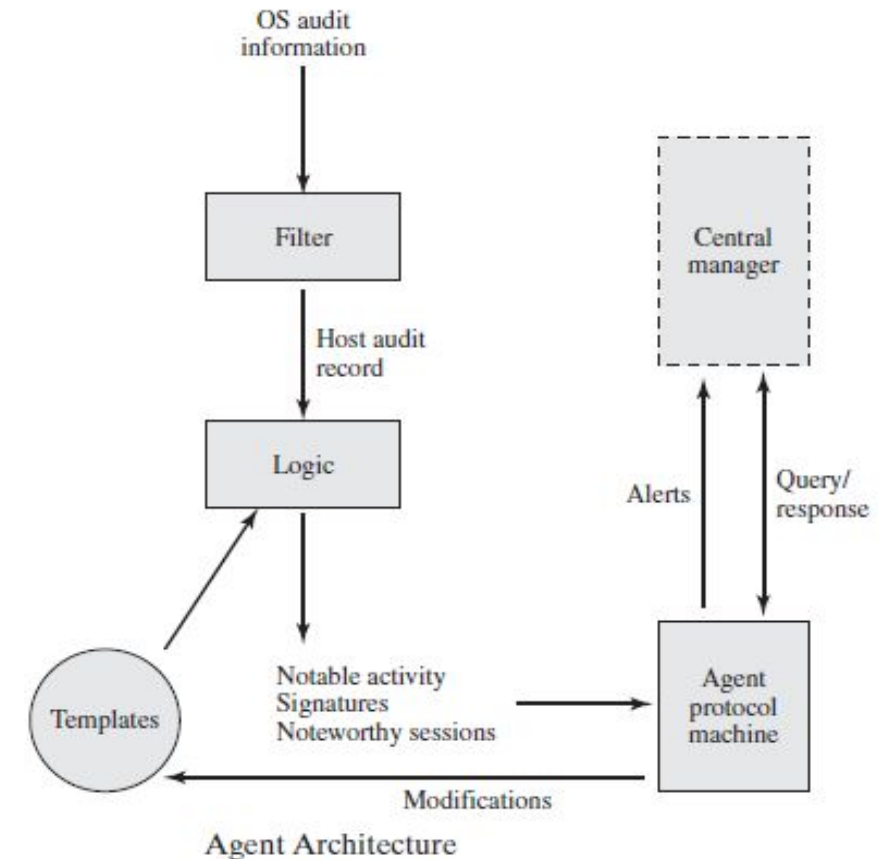 OS audit
information
Filter
Central
manager
Host audit
record
Logic
Alerts
Query/
response
Notable activity
Signatures
Noteworthy sessions
Templates
Agent
protocol
machine
Modifications
Agent Architecture